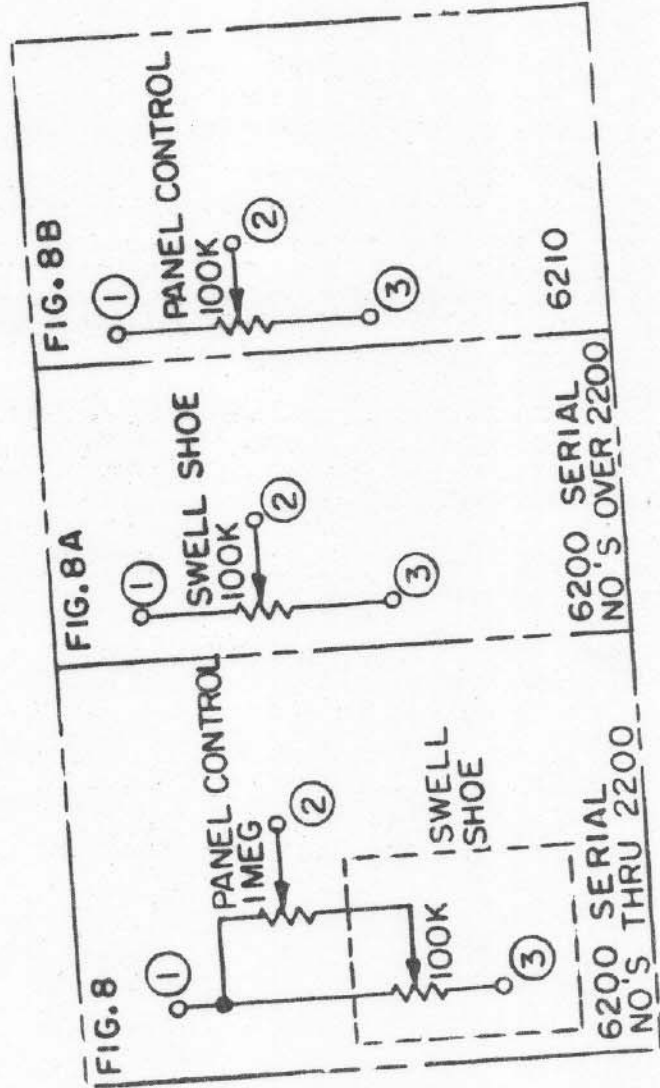 FIG. 8
①
PANEL CONTROL
1 MEG
②
SWELL
SHOE
100K
③
6200 SERIAL
NO'S THRU 2200
FIG. 8A
①
SWELL SHOE
100K
②
③
6200 SERIAL
NO'S OVER 2200
FIG. 8B
①
PANEL CONTROL
100K
②
③
6210